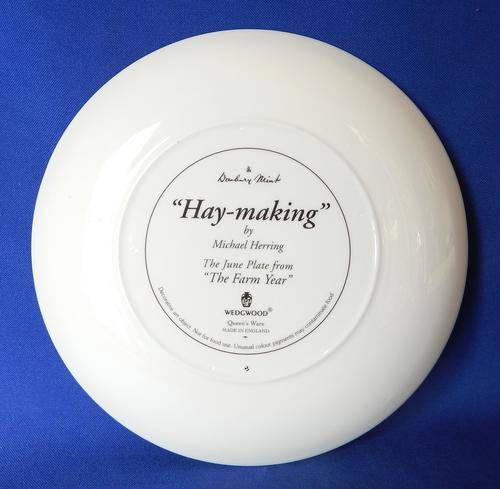 &
Danbury Mint
“Hay-making”
by
Michael Herring
The June Plate from
“The Farm Year”
WEDGWOOD®
Queen's Ware
MADE IN ENGLAND
Decorative art object. Not for food use. Unusual colour pigments may contaminate food